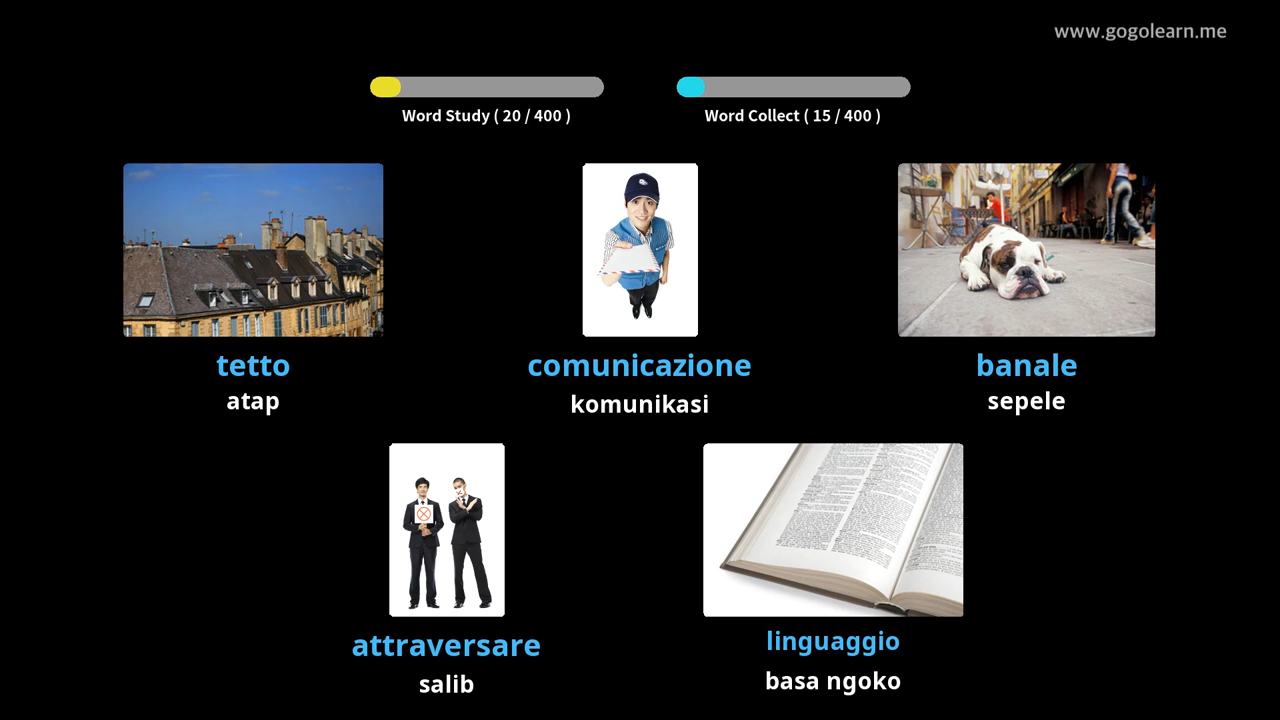 www.gogolearn.me
Word Study ( 20 / 400 )
Word Collect ( 15 / 400 )
tetto
atap
comunicazione
komunikasi
banale
sepele
attraversare
salib
linguaggio
basa ngoko